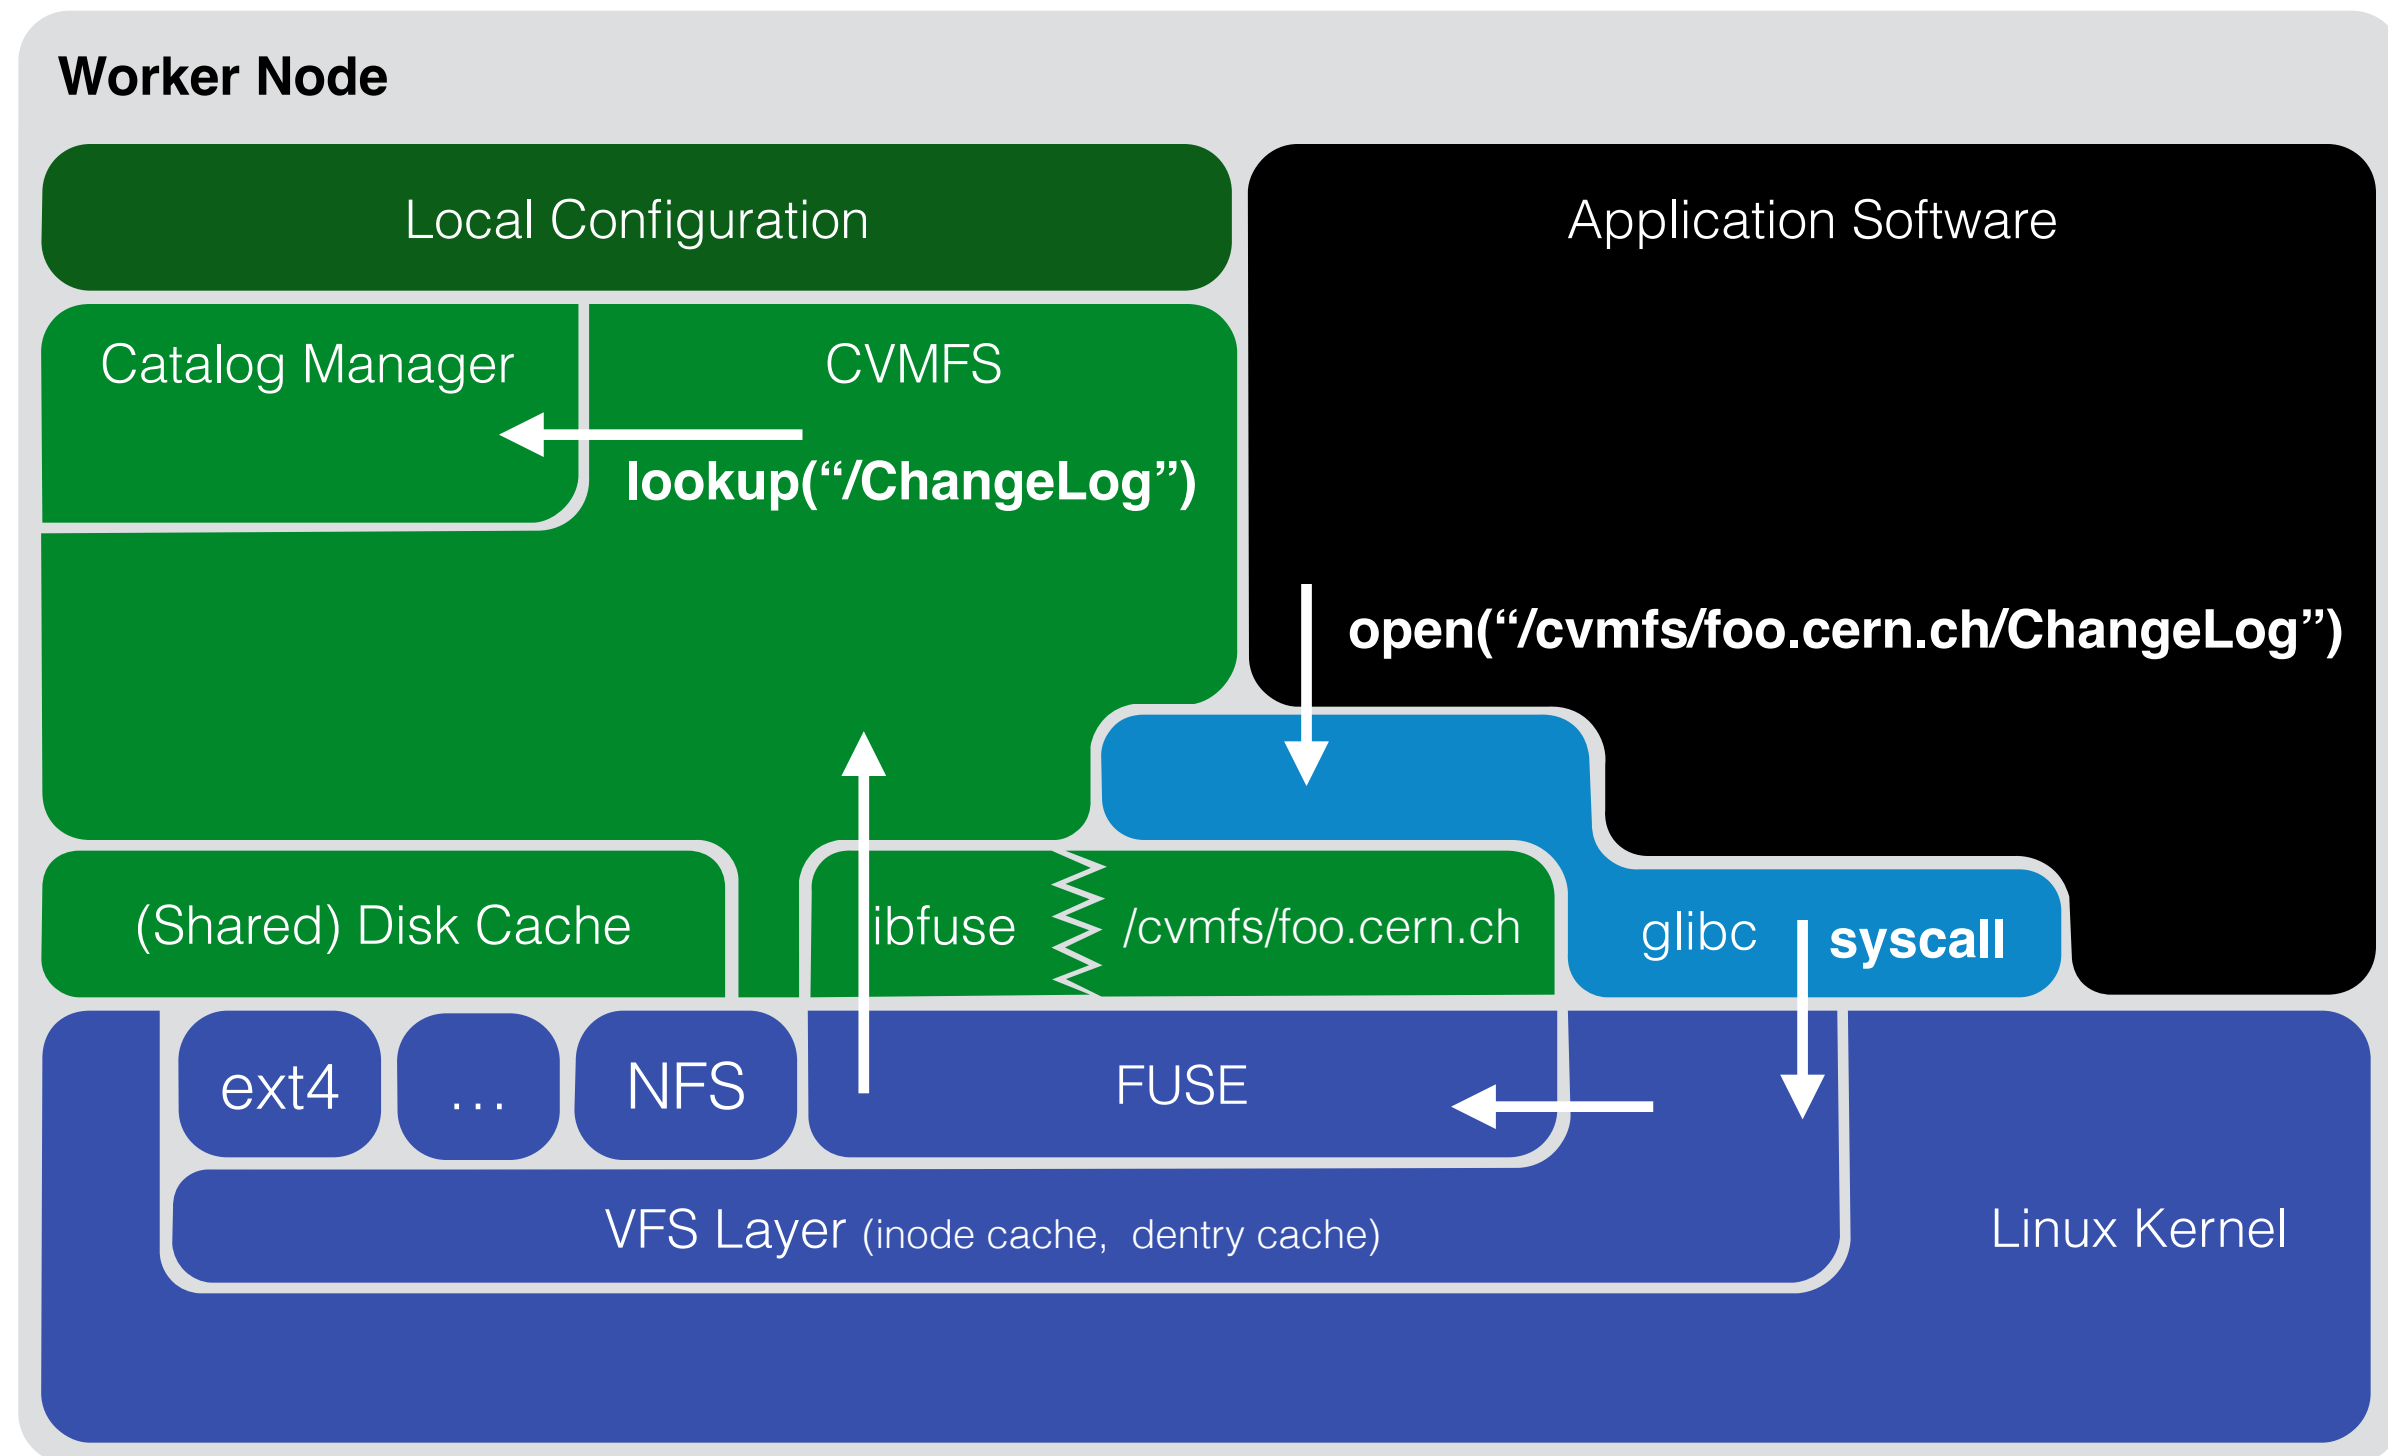 Worker Node
Local Configuration
Application Software
Catalog Manager
CVMFS
lookup(“/ChangeLog”)
open(“/cvmfs/foo.cern.ch/ChangeLog”)
(Shared) Disk Cache
ibfuse
/cvmfs/foo.cern.ch
glibc
syscall
ext4
...
NFS
FUSE
VFS Layer (inode cache, dentry cache)
Linux Kernel